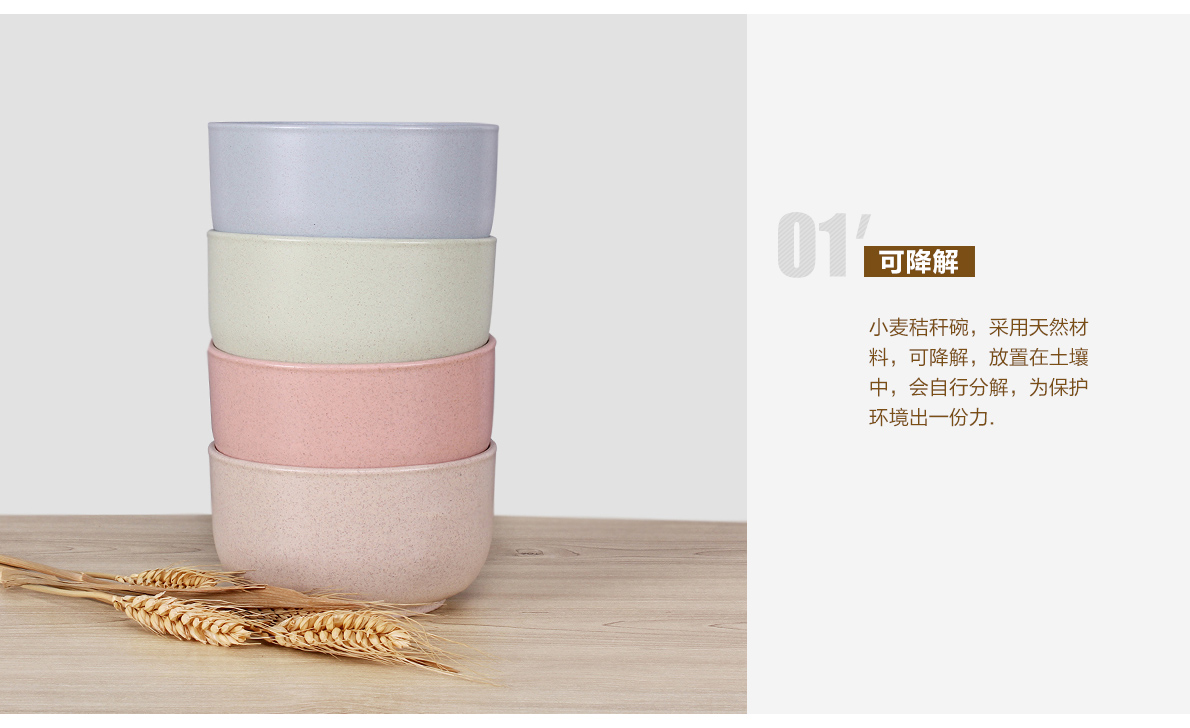 01′
可降解
小麦秸秆碗，采用天然材
料，可降解，放置在土壤
中，会自行分解，为保护
环境出一份力.